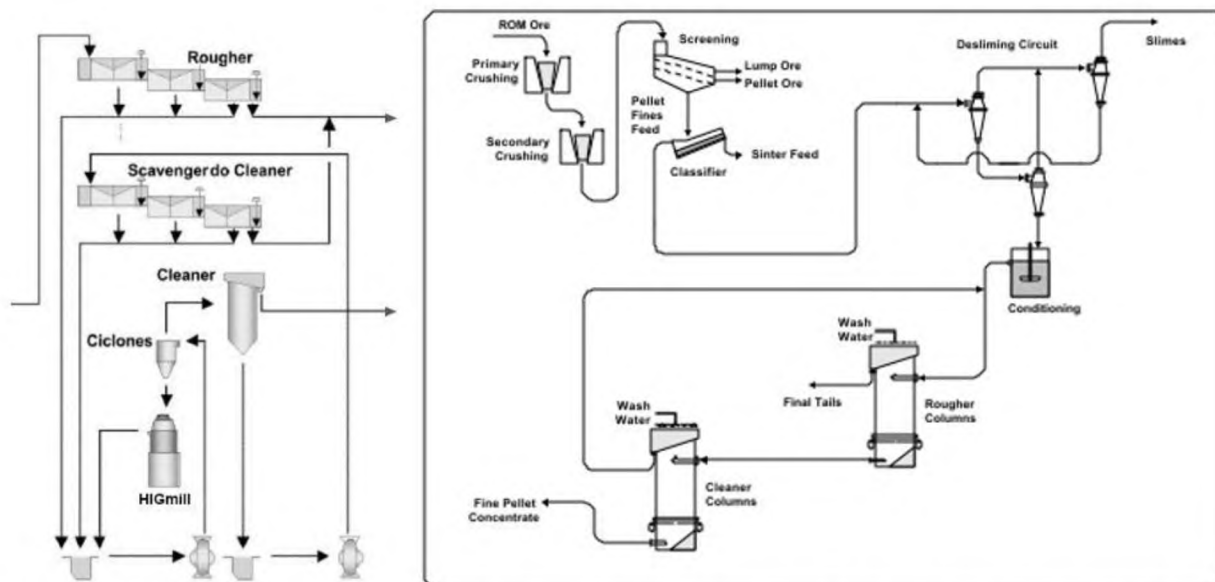 Rougher
Scavengerdo Cleaner
Cleaner
Ciclones
HIGmill
ROM Ore
Primary
Crushing
Secondary
Crushing
Screening
Lump Ore
Pellet Ore
Pellet
Fines
Feed
Sinter Feed
Classifier
Desliming Circuit
Slimes
Conditioning
Wash
Water
Final Tails
Rougher
Columns
Wash
Water
Cleaner
Columns
Fine Pellet
Concentrate